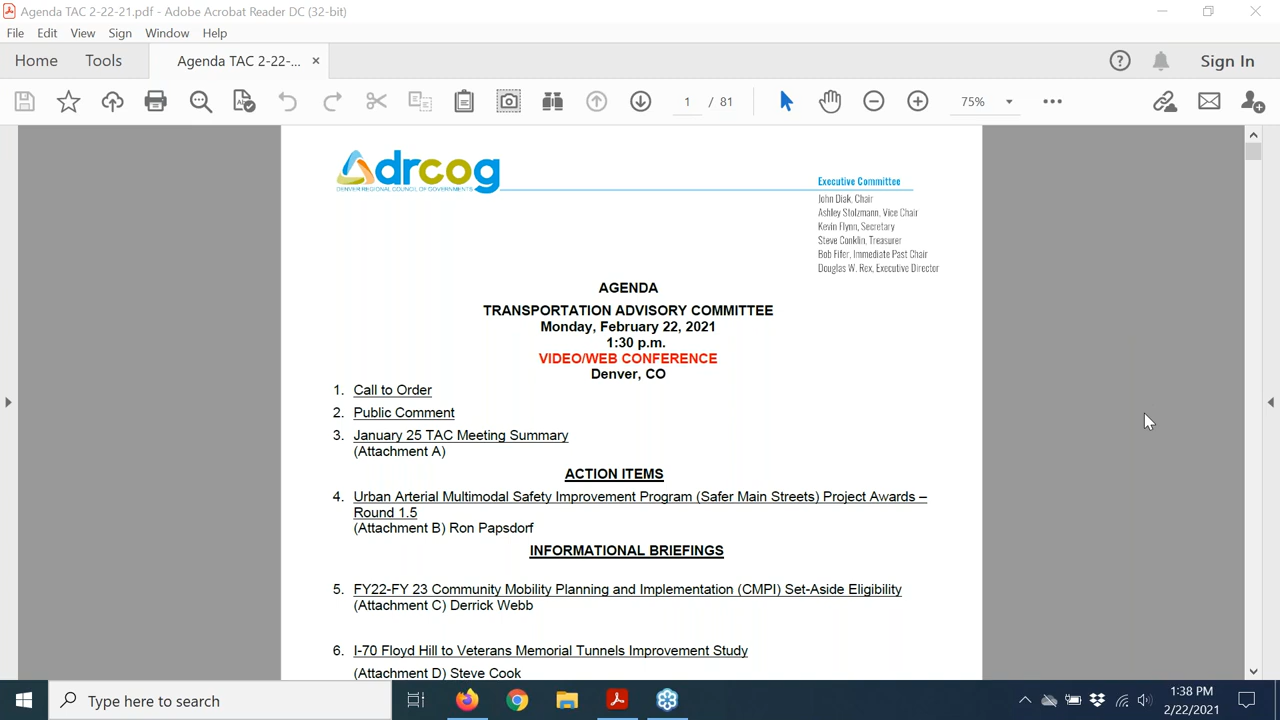 Agenda TAC 2-22-21.pdf - Adobe Acrobat Reader DC (32-bit)
File Edit View Sign Window Help
Home Tools Agenda TAC 2-22-... × Sign In
1 / 81 75%
drcog
DENVER REGIONAL COUNCIL OF GOVERNMENTS
Executive Committee
John Diak, Chair
Ashley Stolzmann, Vice Chair
Kevin Flynn, Secretary
Steve Conklin, Treasurer
Bob Fifer, Immediate Past Chair
Douglas W. Rex, Executive Director
AGENDA
TRANSPORTATION ADVISORY COMMITTEE
Monday, February 22, 2021
1:30 p.m.
VIDEO/WEB CONFERENCE
Denver, CO
1. Call to Order
2. Public Comment
3. January 25 TAC Meeting Summary
(Attachment A)
ACTION ITEMS
4. Urban Arterial Multimodal Safety Improvement Program (Safer Main Streets) Project Awards –
Round 1.5
(Attachment B) Ron Papsdorf
INFORMATIONAL BRIEFINGS
5. FY22-FY 23 Community Mobility Planning and Implementation (CMPI) Set-Aside Eligibility
(Attachment C) Derrick Webb
6. I-70 Floyd Hill to Veterans Memorial Tunnels Improvement Study
(Attachment D) Steve Cook
Type here to search
1:38 PM
2/22/2021